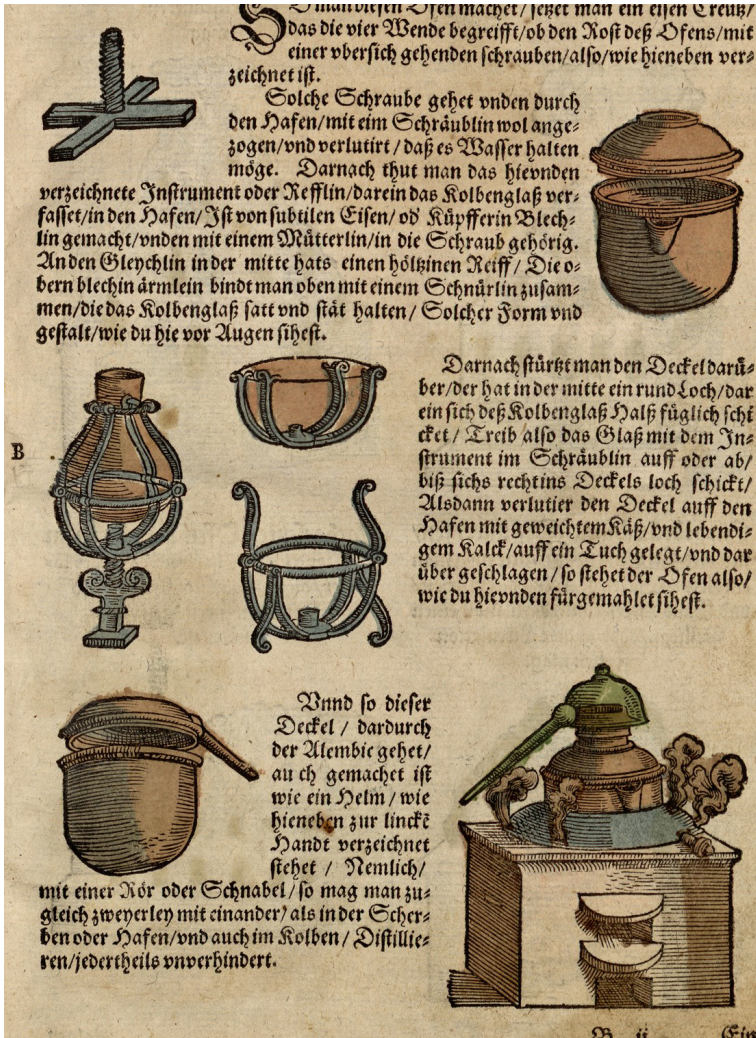 So man diesen Ofen machet/ setzet man ein eisen Creutz/
das die vier Wende begreifft/ob den Rost deß Ofens/mit
einer vbersich gehenden schrauben/also/wie hieneben ver⸗
zeichnet ist.
Solche Schraube gehet vnden durch
den Hafen/mit eim Schräublin wol ange⸗
zogen/vnd verlutirt / daß es Wasser halten
möge. Darnach thut man das hievnden
verzeichnete Instrument oder Refflin/darein das Kolbenglaß ver⸗
fasset/in den Hafen/Ist von subtilen Eisen/ od' Küpfferin Blech⸗
lin gemacht/vnden mit einem Mütterlin/in die Schraub gehörig.
An den Gleychlin in der mitte hats einen höltzinen Reiff/ Die o⸗
bern blechin ärmlein bindt man oben mit einem Schnürlin zusam⸗
men/die das Kolbenglaß satt vnd stät halten/ Solcher Form vnd
gestalt/wie du hie vor Augen sihest.
Darnach stürtzt man den Deckel darü⸗
ber/der hat in der mitte ein rund Loch/dar
ein sich deß Kolbenglaß Halß füglich schi
cket / Treib also das Glaß mit dem In⸗
strument im Schräublin auff oder ab/
biß sichs recht ins Deckels loch schickt/
Alsdann verlutier den Deckel auff den
Hafen mit geweichtem Käß/vnd lebendi⸗
gem Kalck/auff ein Tuch gelegt/vnd dar
über geschlagen / so stehet der Ofen also/
wie du hievnden fürgemahlet sihest.
B
Vnnd so dieser
Deckel / dardurch
der Alembic gehet/
au ch gemachet ist
wie ein Helm / wie
hieneben zur linckē
Handt verzeichnet
stehet / Nemlich/
mit einer Rör oder Schnabel/so mag man zu⸗
gleich zweyerley mit einander/als in der Scher⸗
ben oder Hafen/vnd auch im Kolben / Distillie⸗
ren/jedertheils vnverhindert.
B ij (Ein